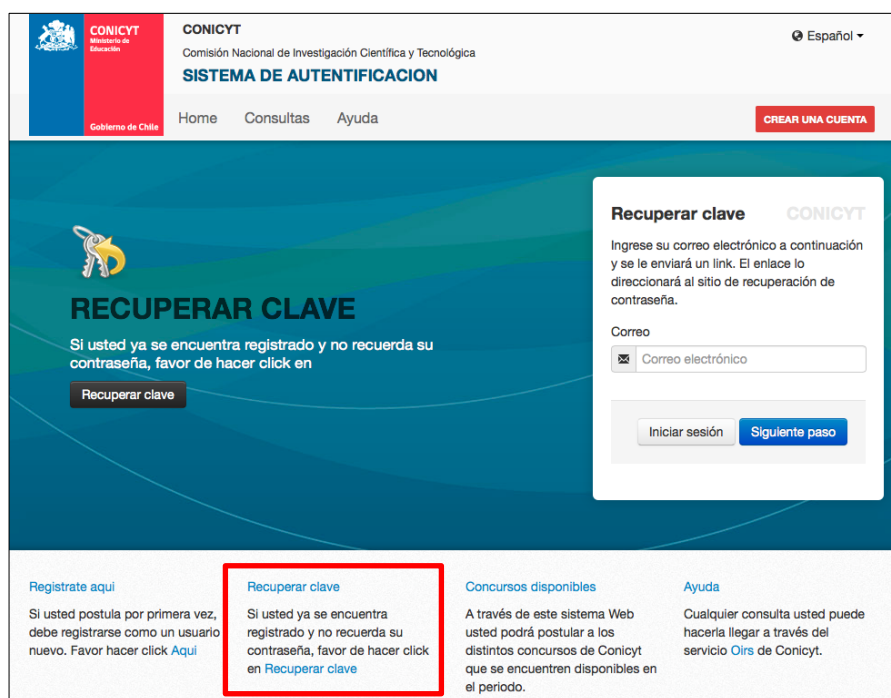 CONICYT
Ministerio de
Educación
Gobierno de Chile
CONICYT
Comisión Nacional de Investigación Científica y Tecnológica
SISTEMA DE AUTENTIFICACION
Español
Home Consultas Ayuda
CREAR UNA CUENTA
RECUPERAR CLAVE
Si usted ya se encuentra registrado y no recuerda su
contraseña, favor de hacer click en
Recuperar clave
Recuperar clave CONICYT
Ingrese su correo electrónico a continuación
y se le enviará un link. El enlace lo
direccionará al sitio de recuperación de
contraseña.
Correo
Correo electrónico
Iniciar sesión Siguiente paso
Registrate aqui
Si usted postula por primera vez,
debe registrarse como un usuario
nuevo. Favor hacer click Aqui
Recuperar clave
Si usted ya se encuentra
registrado y no recuerda su
contraseña, favor de hacer click
en Recuperar clave
Concursos disponibles
A través de este sistema Web
usted podrá postular a los
distintos concursos de Conicyt
que se encuentren disponibles en
el periodo.
Ayuda
Cualquier consulta usted puede
hacerla llegar a través del
servicio Oirs de Conicyt.